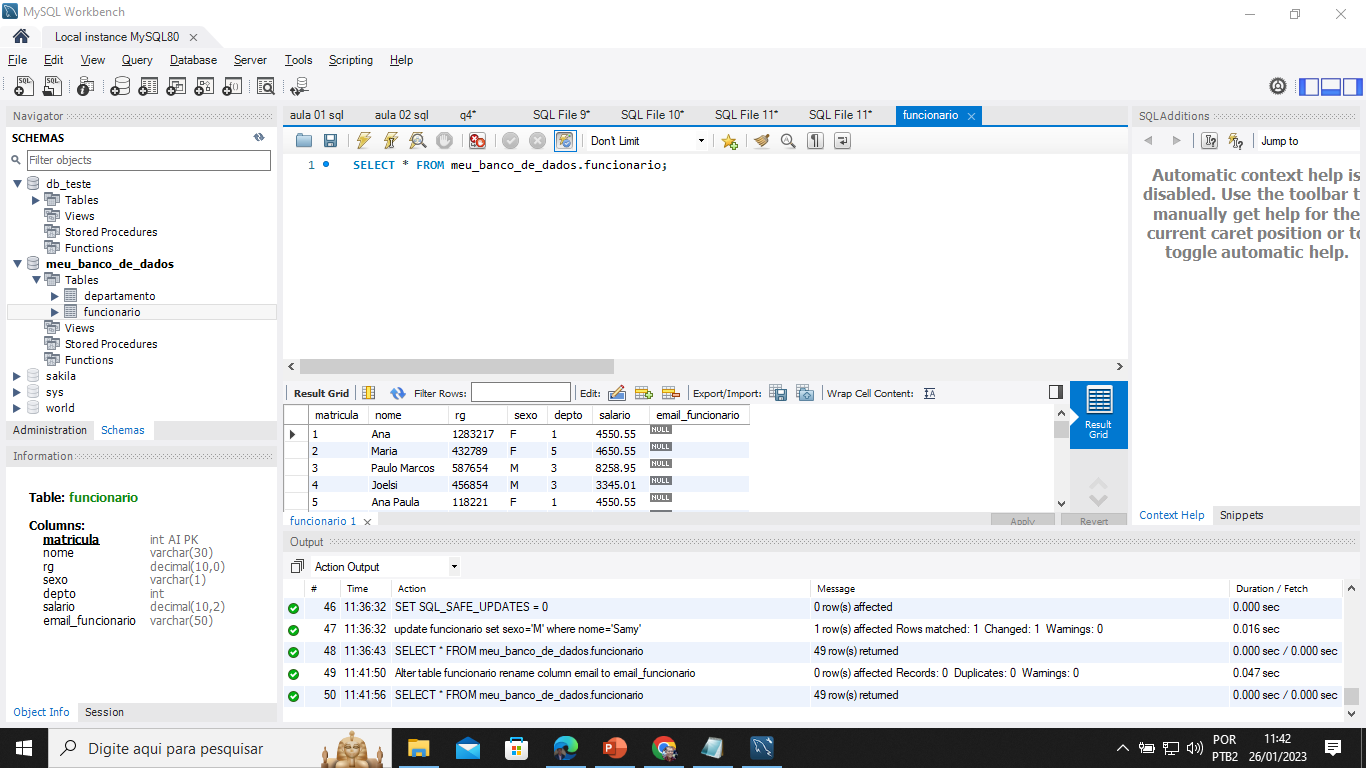 MySQL Workbench
Local instance MySQL80
File Edit View Query Database Server Tools Scripting Help
Navigator
SCHEMAS
Filter objects
db_teste
Tables
Views
Stored Procedures
Functions
meu_banco_de_dados
Tables
departamento
funcionario
Views
Stored Procedures
Functions
sakila
sys
world
Administration Schemas
Information
Table: funcionario
Columns:
matricula int AI PK
nome varchar(30)
rg decimal(10,0)
sexo varchar(1)
depto int
salario decimal(10,2)
email_funcionario varchar(50)
Object Info Session
aula 01 sql aula 02 sql q4* SQL File 9* SQL File 10* SQL File 11* SQL File 11* funcionario
Don't Limit
1 SELECT * FROM meu_banco_de_dados.funcionario;
Result Grid Filter Rows: Edit: Export/Import: Wrap Cell Content:
matricula nome rg sexo depto salario email_funcionario
1 Ana 1283217 F 1 4550.55 NULL
2 Maria 432789 F 5 4650.55 NULL
3 Paulo Marcos 587654 M 3 8258.95 NULL
4 Joelsi 456854 M 3 3345.01 NULL
5 Ana Paula 118221 F 1 4550.55 NULL
Result
Grid
funcionario 1 Apply Revert
SQLAdditions
Jump to
Automatic context help is
disabled. Use the toolbar t
manually get help for the
current caret position or to
toggle automatic help.
Context Help Snippets
Output
Action Output
# Time Action Message Duration / Fetch
46 11:36:32 SET SQL_SAFE_UPDATES = 0 0 row(s) affected 0.000 sec
47 11:36:32 update funcionario set sexo='M' where nome='Samy' 1 row(s) affected Rows matched: 1 Changed: 1 Warnings: 0 0.016 sec
48 11:36:43 SELECT * FROM meu_banco_de_dados.funcionario 49 row(s) returned 0.000 sec / 0.000 sec
49 11:41:50 Alter table funcionario rename column email to email_funcionario 0 row(s) affected Records: 0 Duplicates: 0 Warnings: 0 0.047 sec
50 11:41:56 SELECT * FROM meu_banco_de_dados.funcionario 49 row(s) returned 0.000 sec / 0.000 sec
Digite aqui para pesquisar
POR
PTB2
11:42
26/01/2023